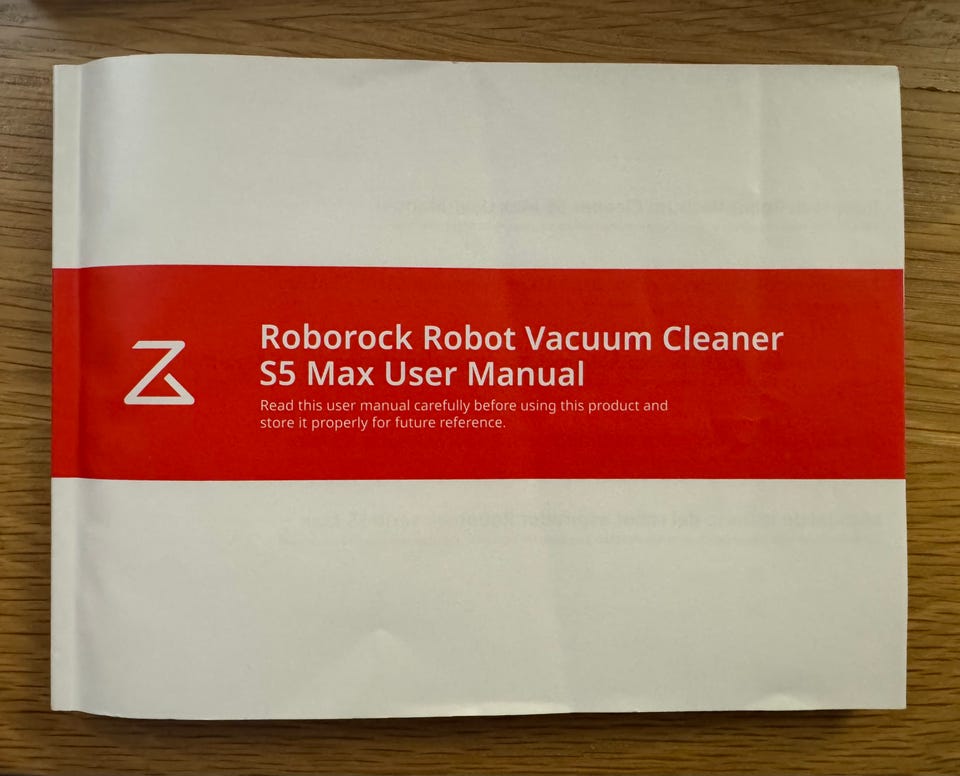 Roborock Robot Vacuum Cleaner
S5 Max User Manual
Read this user manual carefully before using this product and
store it properly for future reference.